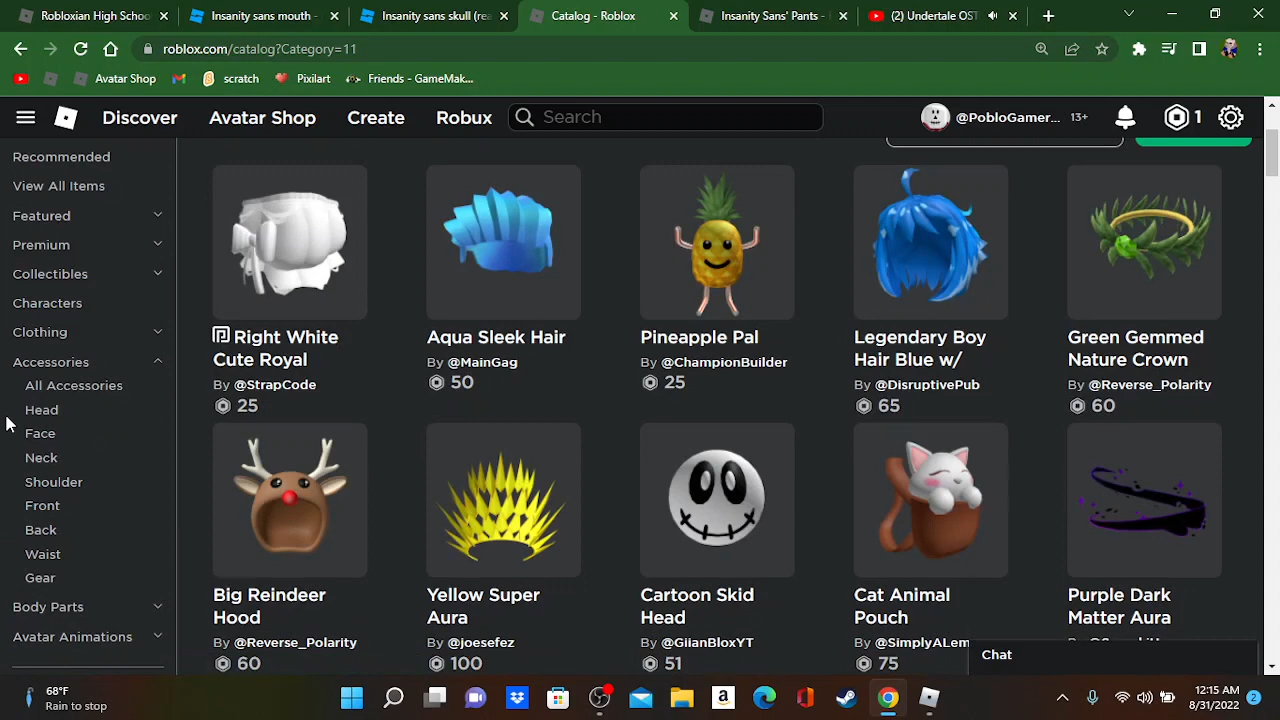 Roblxian High Schoo
Insanity sans mouth -
Insanity sans skull (rea
Catalog - Roblox
Insanity Sans' Pants - I
(2) Undertale OST
roblox.com/catalog?Category=11
scratch
Pixilart
Friends - GameMak...
Discover
Avatar Shop
Create
Robux
Search
@PobloGamer...
13+
1
Avatar Shop
Recommended
View All Items
Featured
Premium
Collectibles
Characters
Clothing
Accessories
All Accessories
Head
Face
Neck
Shoulder
Front
Back
Waist
Gear
Body Parts
Avatar Animations
Right White
Cute Royal
By @StrapCode
25
Aqua Sleek Hair
By @MainGag
50
Pineapple Pal
By @ChampionBuilder
25
Legendary Boy
Hair Blue w/
By @DisruptivePub
65
Green Gemmed
Nature Crown
By @Reverse_Polarity
60
Big Reindeer
Hood
By @Reverse_Polarity
60
Yellow Super
Aura
By @joesefez
100
Cartoon Skid
Head
By @GiianBloxYT
51
Cat Animal
Pouch
By @SimplyALem
75
Purple Dark
Matter Aura
Chat
68°F
Rain to stop
12:15 AM
8/31/2022
2